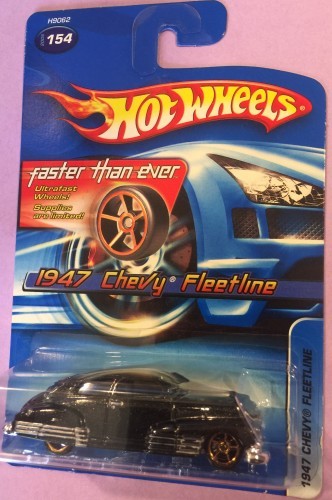 H9062
154
HOT WHEELS®
faster than ever
Ultrafast
Wheels!
Supplies
are limited!
1947 Chevy® Fleetline
1947 CHEVY® FLEETLINE